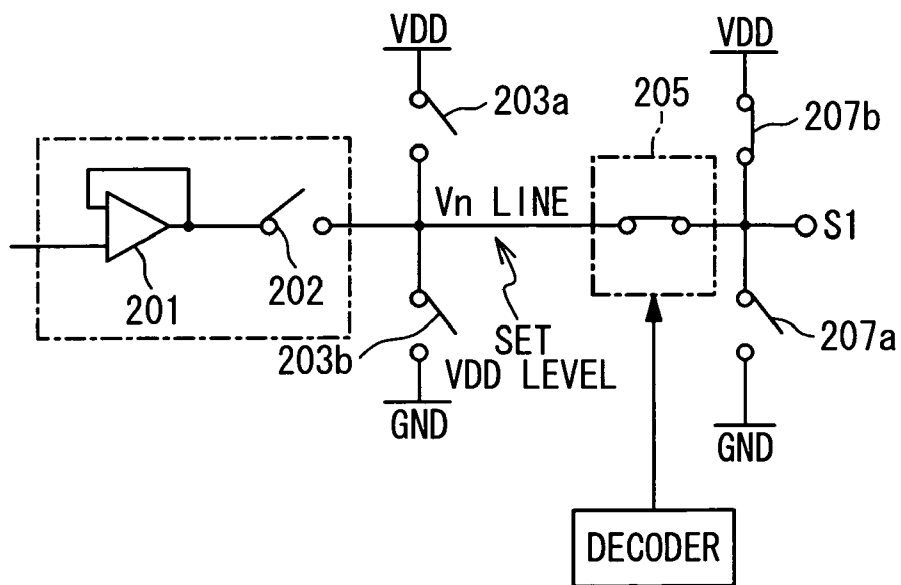 VDD
VDD
203a
205
207b
Vn LINE
S1
201
202
203b
SET
VDD LEVEL
207a
GND
GND
DECODER